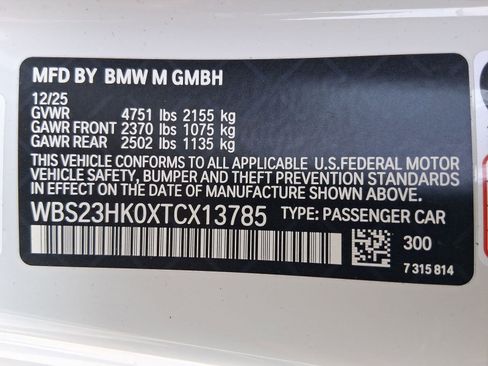 MFD BY BMW M GMBH
12/25
GVWR 4751 lbs 2155 kg
GAWR FRONT 2370 lbs 1075 kg
GAWR REAR 2502 lbs 1135 kg
THIS VEHICLE CONFORMS TO ALL APPLICABLE U.S.FEDERAL MOTOR
VEHICLE SAFETY, BUMPER AND THEFT PREVENTION STANDARDS
IN EFFECT ON THE DATE OF MANUFACTURE SHOWN ABOVE.
WBS23HK0XTCX13785 TYPE: PASSENGER CAR
300
7 315 814